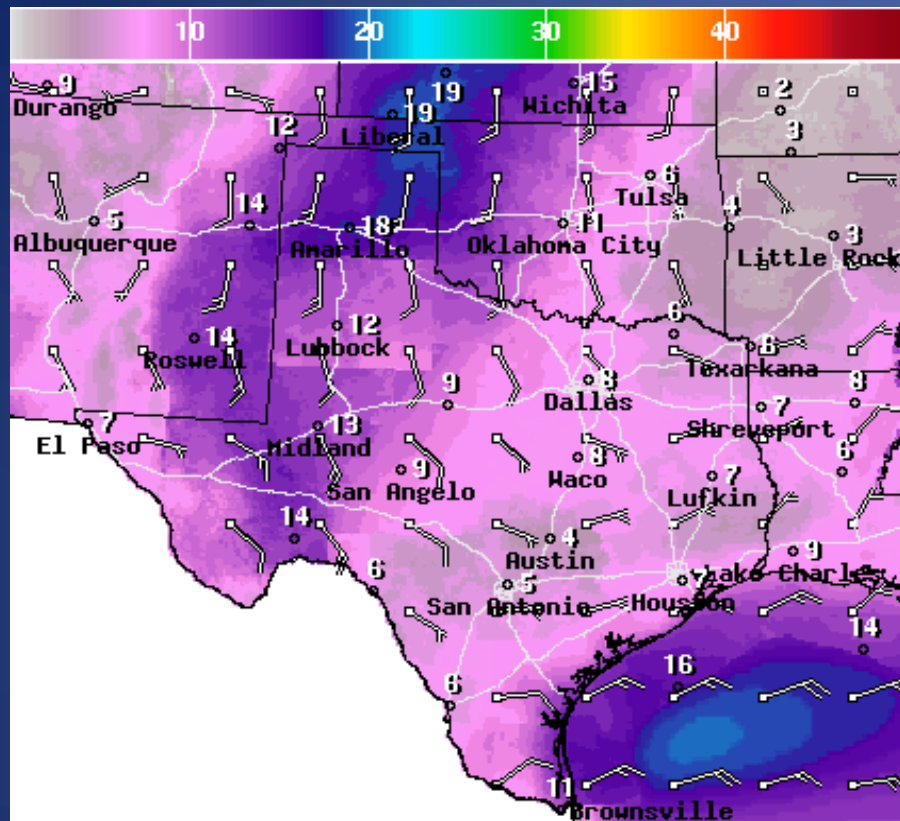 10 20 30 40
9 19 15 2
Durango Wichita
19
Liberal
12 3
6
Tulsa
5 14 18 11 4 3
Albuquerque Amarillo Oklahoma City Little Rock
14 12 6
Roswell Lubbock 6
Texarkana
9 8 8
Dallas
7 13 7
El Paso Midland Shreveport
9 8 7 6
San Angelo Waco Lufkin
14 4 9
Austin
6 5 7 Lake Charles
San Antonio Houston
14
16
6
11
Brownsville